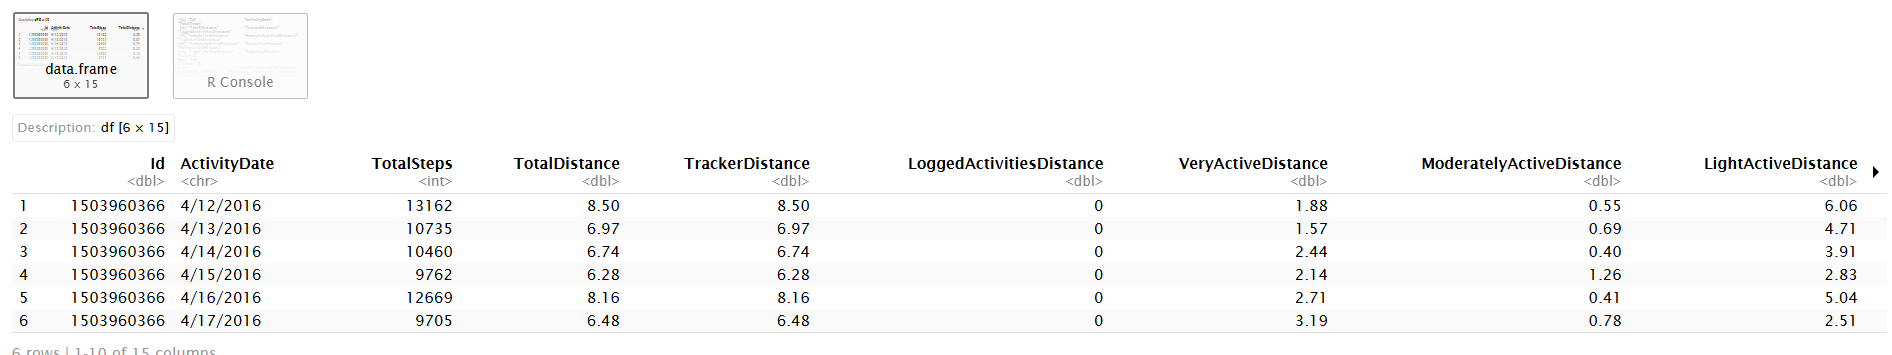 data.frame
6 x 15
R Console
Description: df [6 × 15]
Id ActivityDate TotalSteps TotalDistance TrackerDistance LoggedActivitiesDistance VeryActiveDistance ModeratelyActiveDistance LightActiveDistance
<dbl> <chr> <int> <dbl> <dbl> <dbl> <dbl> <dbl> <dbl>
1 1503960366 4/12/2016 13162 8.50 8.50 0 1.88 0.55 6.06
2 1503960366 4/13/2016 10735 6.97 6.97 0 1.57 0.69 4.71
3 1503960366 4/14/2016 10460 6.74 6.74 0 2.44 0.40 3.91
4 1503960366 4/15/2016 9762 6.28 6.28 0 2.14 1.26 2.83
5 1503960366 4/16/2016 12669 8.16 8.16 0 2.71 0.41 5.04
6 1503960366 4/17/2016 9705 6.48 6.48 0 3.19 0.78 2.51
6 rows | 1-10 of 15 columns